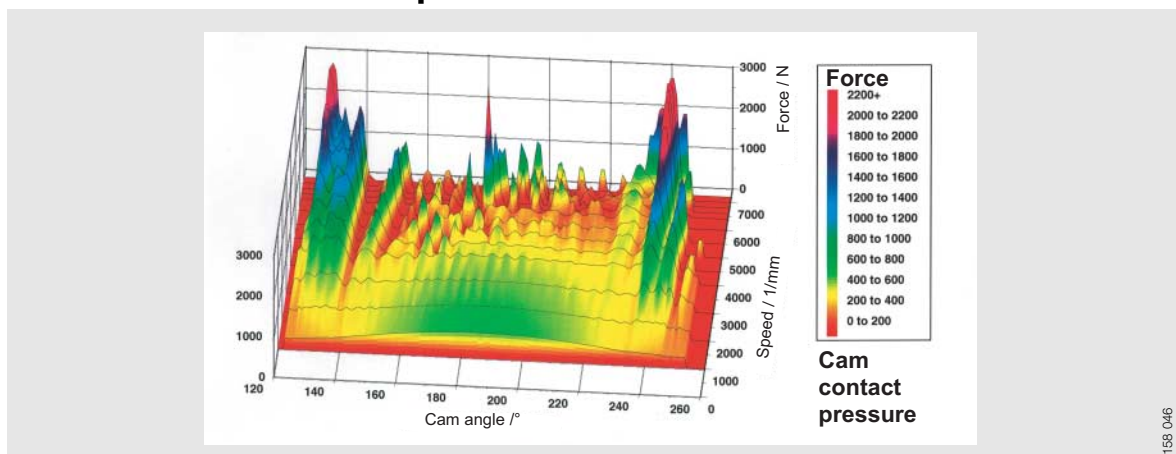 3000
2000
1000
0
Force / N
7000
6000
5000
4000
3000
2000
1000
0
Speed / 1/mm
3000
2000
1000
0
120
140
160
180
200
220
240
260
Cam angle /°
Force
2200+
2000 to 2200
1800 to 2000
1600 to 1800
1400 to 1600
1200 to 1400
1000 to 1200
800 to 1000
600 to 800
400 to 600
200 to 400
0 to 200
Cam
contact
pressure
158 046